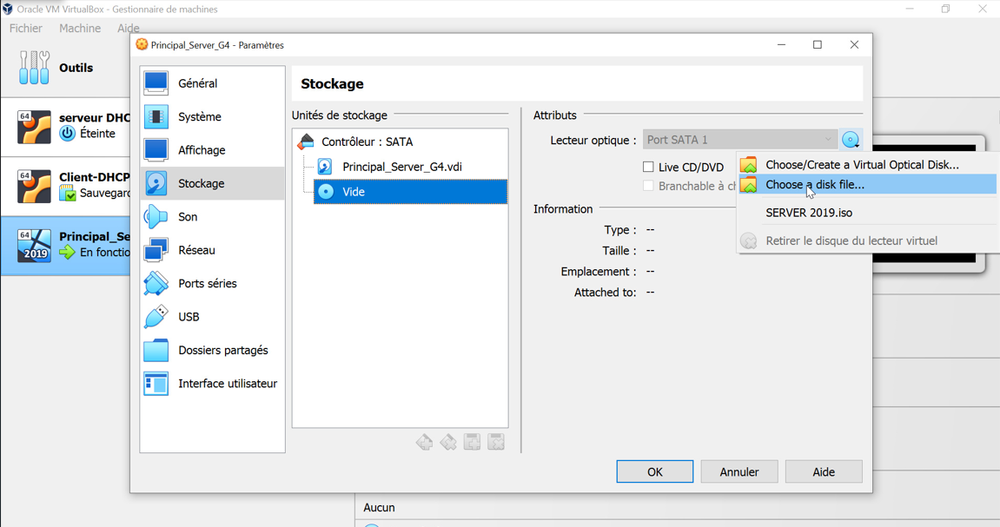 Oracle VM VirtualBox - Gestionnaire de machines
Fichier Machine Aide
Principal_Server_G4 - Paramètres
Outils
64
serveur DHC
Éteinte
64
Client-DHCP
Sauvegard
64
2019
Principal_Se
En fonctio
Général
Système
Affichage
Stockage
Son
Réseau
Ports séries
USB
Dossiers partagés
Interface utilisateur
Stockage
Unités de stockage
Contrôleur : SATA
Principal_Server_G4.vdi
Vide
Attributs
Lecteur optique : Port SATA 1
Live CD/DVD
Branchable à ch
Choose/Create a Virtual Optical Disk...
Choose a disk file...
SERVER 2019.iso
Retirer le disque du lecteur virtuel
Information
Type : --
Taille : --
Emplacement : --
Attached to: --
OK Annuler Aide
Aucun